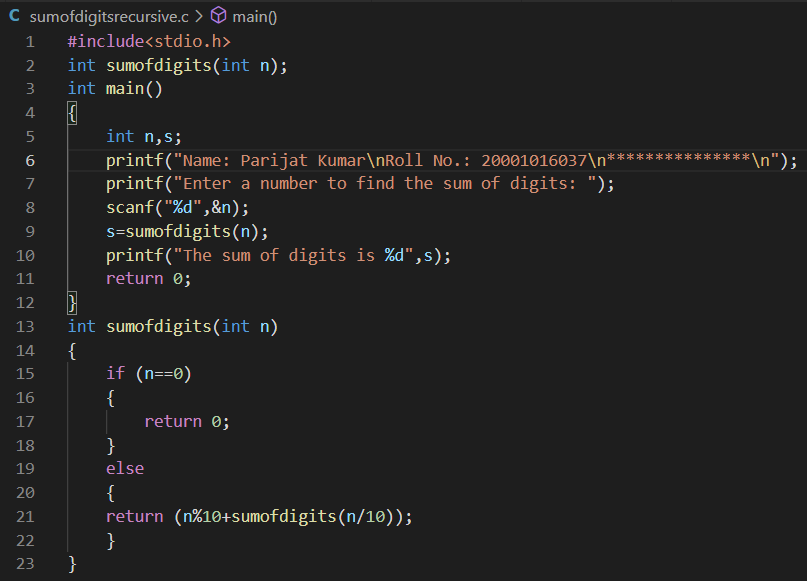 C sumofdigitsrecursive.c > main()
1 #include<stdio.h>
2 int sumofdigits(int n);
3 int main()
4 {
5     int n,s;
6     printf("Name: Parijat Kumar\nRoll No.: 20001016037\n***************\n");
7     printf("Enter a number to find the sum of digits: ");
8     scanf("%d",&n);
9     s=sumofdigits(n);
10     printf("The sum of digits is %d",s);
11     return 0;
12 }
13 int sumofdigits(int n)
14 {
15     if (n==0)
16     {
17         return 0;
18     }
19     else
20     {
21     return (n%10+sumofdigits(n/10));
22     }
23 }